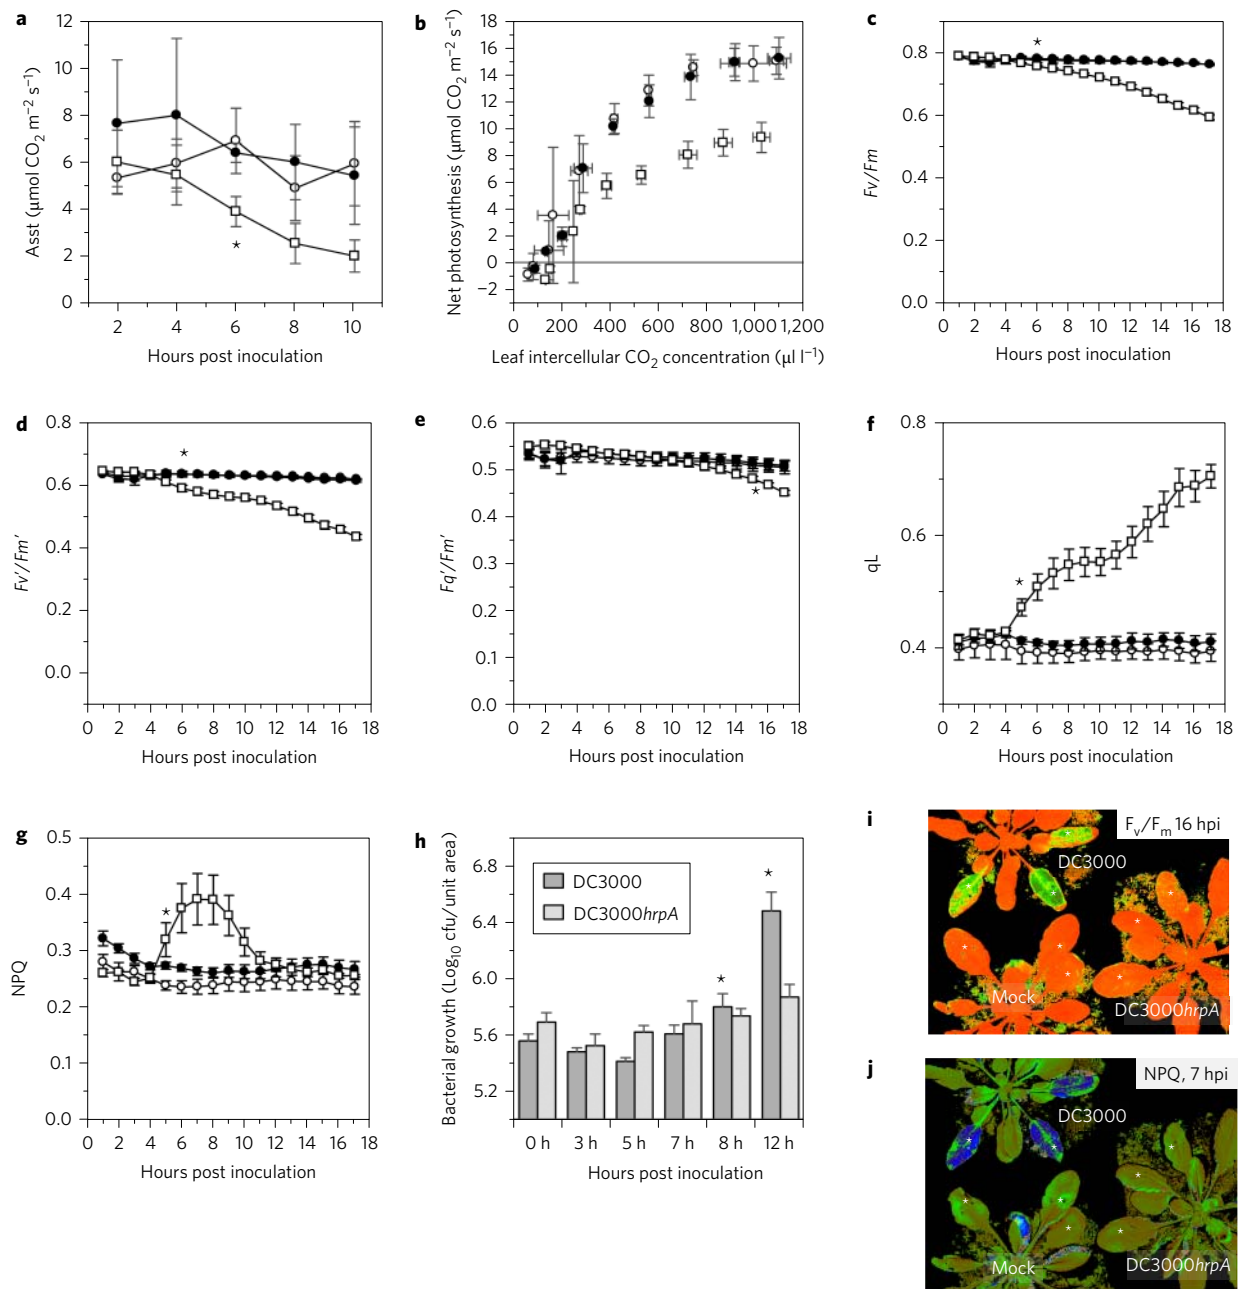 a
12
10
8
6
4
2
0
Asst (μmol CO2 m−2 s−1)
*
2 4 6 8 10
Hours post inoculation
b
18
16
14
12
10
8
6
4
2
0
−2
Net photosynthesis (μmol CO2 m−2 s−1)
0 200 400 600 800 1,000 1,200
Leaf intercellular CO2 concentration (μl l−1)
c
0.8
0.6
0.4
0.2
0.0
Fv/Fm
*
0 2 4 6 8 10 12 14 16 18
Hours post inoculation
d
0.8
0.6
0.4
0.2
0.0
Fv′/Fm′
*
0 2 4 6 8 10 12 14 16 18
Hours post inoculation
e
0.6
0.5
0.4
0.3
0.2
0.1
0.0
Fq′/Fm′
*
0 2 4 6 8 10 12 14 16 18
Hours post inoculation
f
0.8
0.6
0.4
qL
*
0 2 4 6 8 10 12 14 16 18
Hours post inoculation
g
0.5
0.4
0.3
0.2
0.1
0.0
NPQ
*
0 2 4 6 8 10 12 14 16 18
Hours post inoculation
h
6.8
6.4
6.0
5.6
5.2
Bacterial growth (Log10 cfu/unit area)
DC3000
DC3000hrpA
*
*
0 h 3 h 5 h 7 h 8 h 12 h
Hours post inoculation
i
Fv/Fm 16 hpi
DC3000
Mock
DC3000hrpA
j
NPQ, 7 hpi
DC3000
Mock
DC3000hrpA